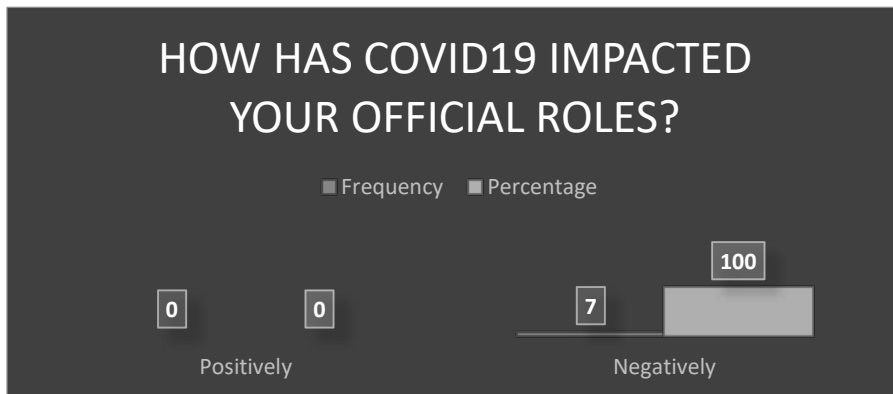 HOW HAS COVID19 IMPACTED
YOUR OFFICIAL ROLES?
Frequency Percentage
100
0 0 7
Positively Negatively